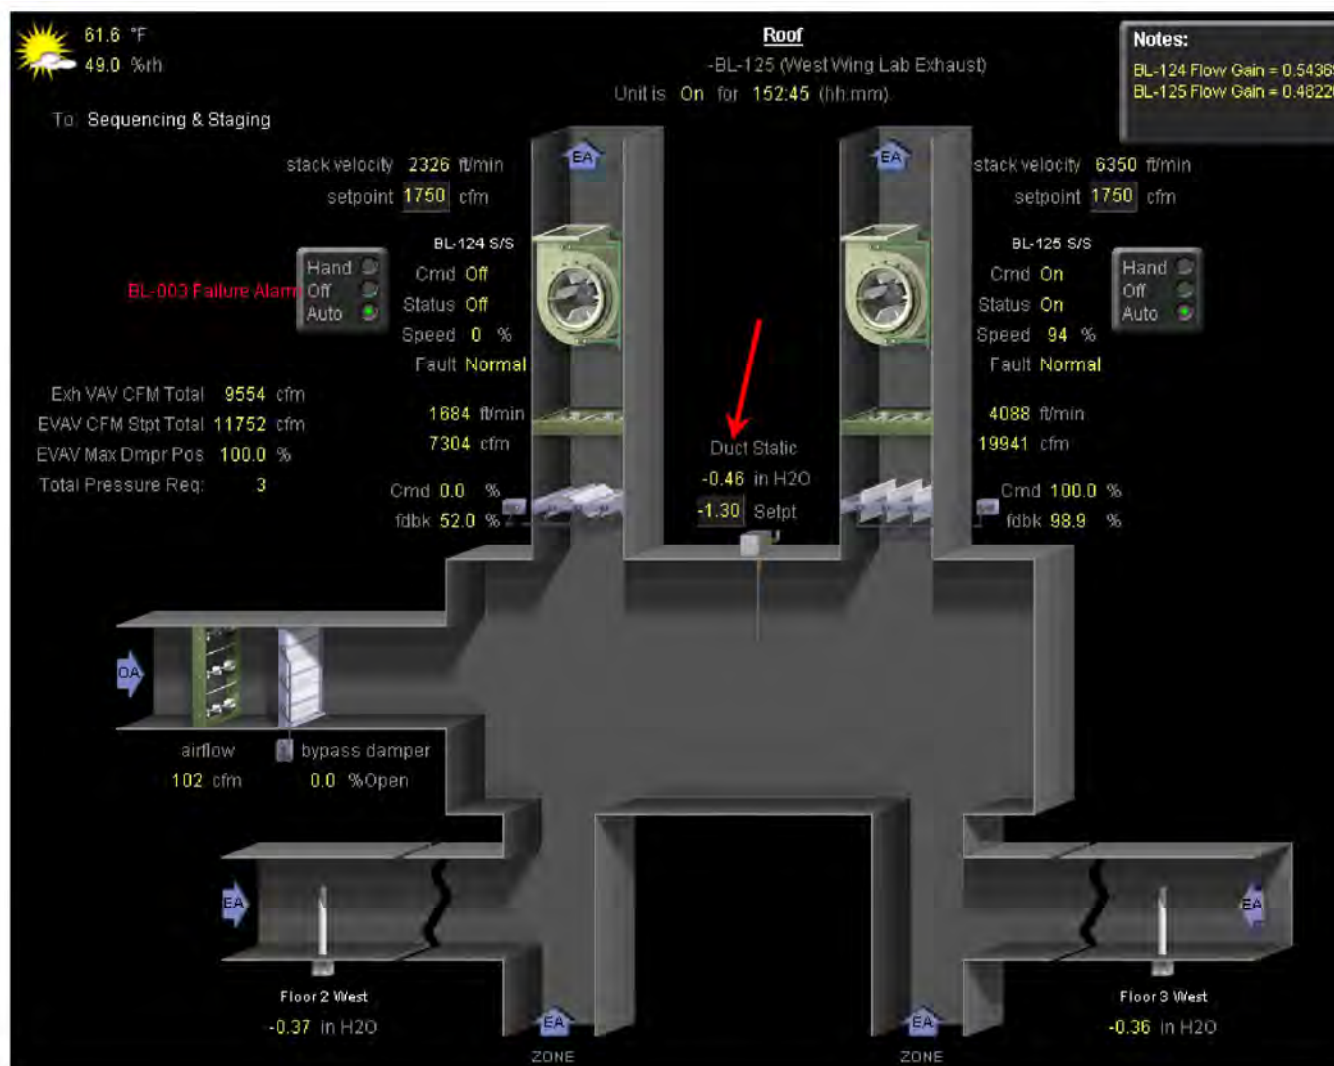 61.6 °F
49.0 %rh
Roof
-BL-125 (West Wing Lab Exhaust)
Unit is On for 152:45 (hh:mm)
Notes:
BL-124 Flow Gain = 0.5436
BL-125 Flow Gain = 0.4822
To: Sequencing & Staging
stack velocity 2326 ft/min
setpoint 1750 cfm
EA
EA
stack velocity 6350 ft/min
setpoint 1750 cfm
BL-124 S/S
Cmd Off
Status Off
Speed 0 %
Fault Normal
BL-003 Failure Alarm
Hand
Off
Auto
BL-125 S/S
Cmd On
Status On
Speed 94 %
Fault Normal
Hand
Off
Auto
Exh VAV CFM Total 9554 cfm
EVAV CFM Stpt Total 11752 cfm
EVAV Max Dmpr Pos 100.0 %
Total Pressure Req: 3
1684 ft/min
7304 cfm
Cmd 0.0 %
fdbk 52.0 %
Duct Static
-0.46 in H2O
-1.30 Setpt
4088 ft/min
19941 cfm
Cmd 100.0 %
fdbk 98.9 %
OA
airflow
102 cfm
bypass damper
0.0 %Open
EA
EA
Floor 2 West
-0.37 in H2O
Floor 3 West
-0.36 in H2O
EA
ZONE
EA
ZONE